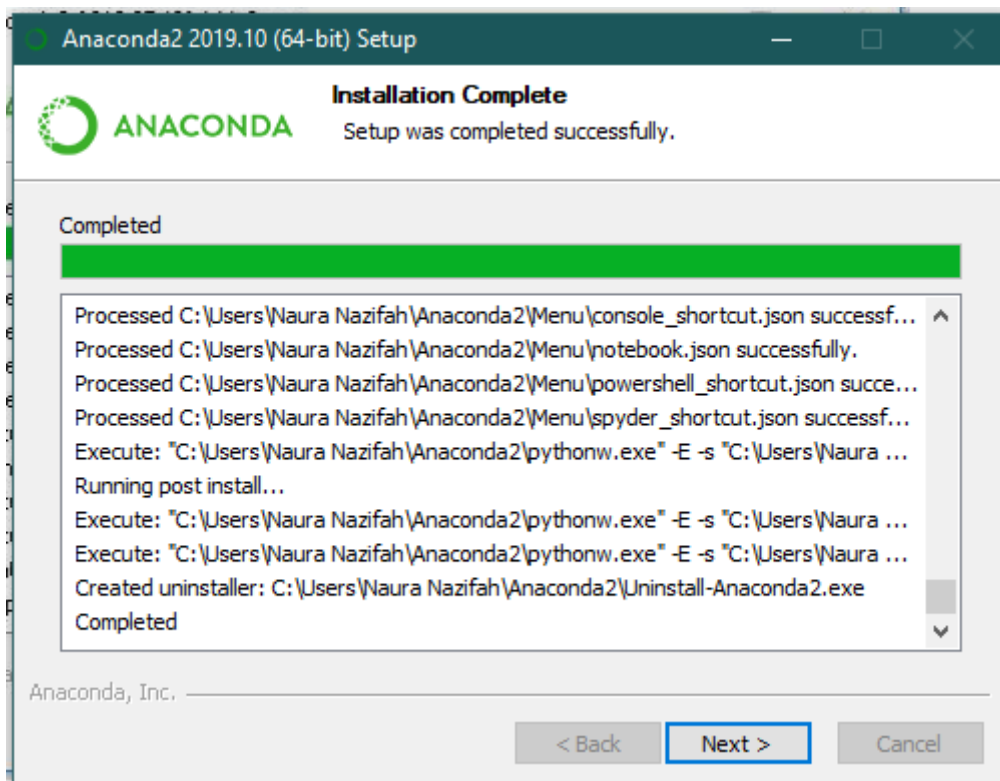 Anaconda2 2019.10 (64-bit) Setup
ANACONDA
Installation Complete
Setup was completed successfully.
Completed
Processed C:\Users\Naura Nazifah\Anaconda2\Menu\console_shortcut.json successf...
Processed C:\Users\Naura Nazifah\Anaconda2\Menu\notebook.json successfully.
Processed C:\Users\Naura Nazifah\Anaconda2\Menu\powershell_shortcut.json succe...
Processed C:\Users\Naura Nazifah\Anaconda2\Menu\spyder_shortcut.json successf...
Execute: "C:\Users\Naura Nazifah\Anaconda2\pythonw.exe" -E -s "C:\Users\Naura ...
Running post install...
Execute: "C:\Users\Naura Nazifah\Anaconda2\pythonw.exe" -E -s "C:\Users\Naura ...
Execute: "C:\Users\Naura Nazifah\Anaconda2\pythonw.exe" -E -s "C:\Users\Naura ...
Created uninstaller: C:\Users\Naura Nazifah\Anaconda2\Uninstall-Anaconda2.exe
Completed
Anaconda, Inc.
< Back
Next >
Cancel